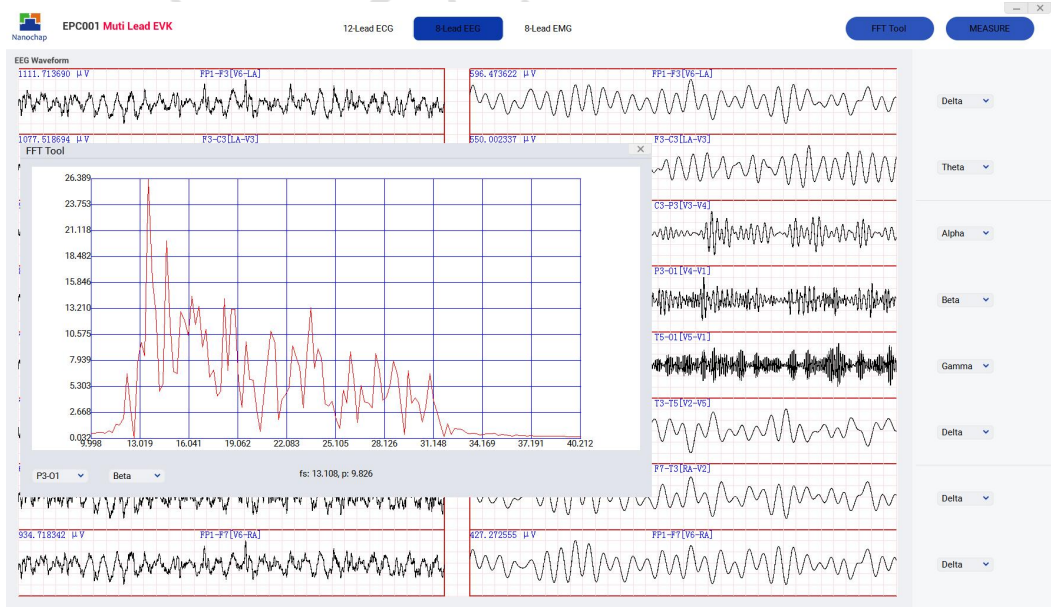 Nanochap
EPC001 Muti Lead EVK
12-Lead ECG
8-Lead EEG
8-Lead EMG
FFT Tool
MEASURE
EEG Waveform
1111.713690 μV
FP1-F3[V6-LA]
596.473622 μV
FP1-F3[V6-LA]
Delta
1077.518694 μV
F3-C3[LA-V3]
550.002337 μV
F3-C3[LA-V3]
Theta
FFT Tool
26.389
23.753
21.118
18.482
15.846
13.210
10.575
7.939
5.303
2.668
0.032
9.998
13.019
16.041
19.062
22.083
25.105
28.126
31.148
34.169
37.191
40.212
P3-O1
Beta
fs: 13.108, p: 9.826
C3-P3[V3-V4]
Alpha
P3-O1[V4-V1]
Beta
T5-O1[V5-V1]
Gamma
T3-T5[V2-V5]
Delta
F7-T3[RA-V2]
Delta
934.718342 μV
FP1-F7[V6-RA]
427.272555 μV
FP1-F7[V6-RA]
Delta